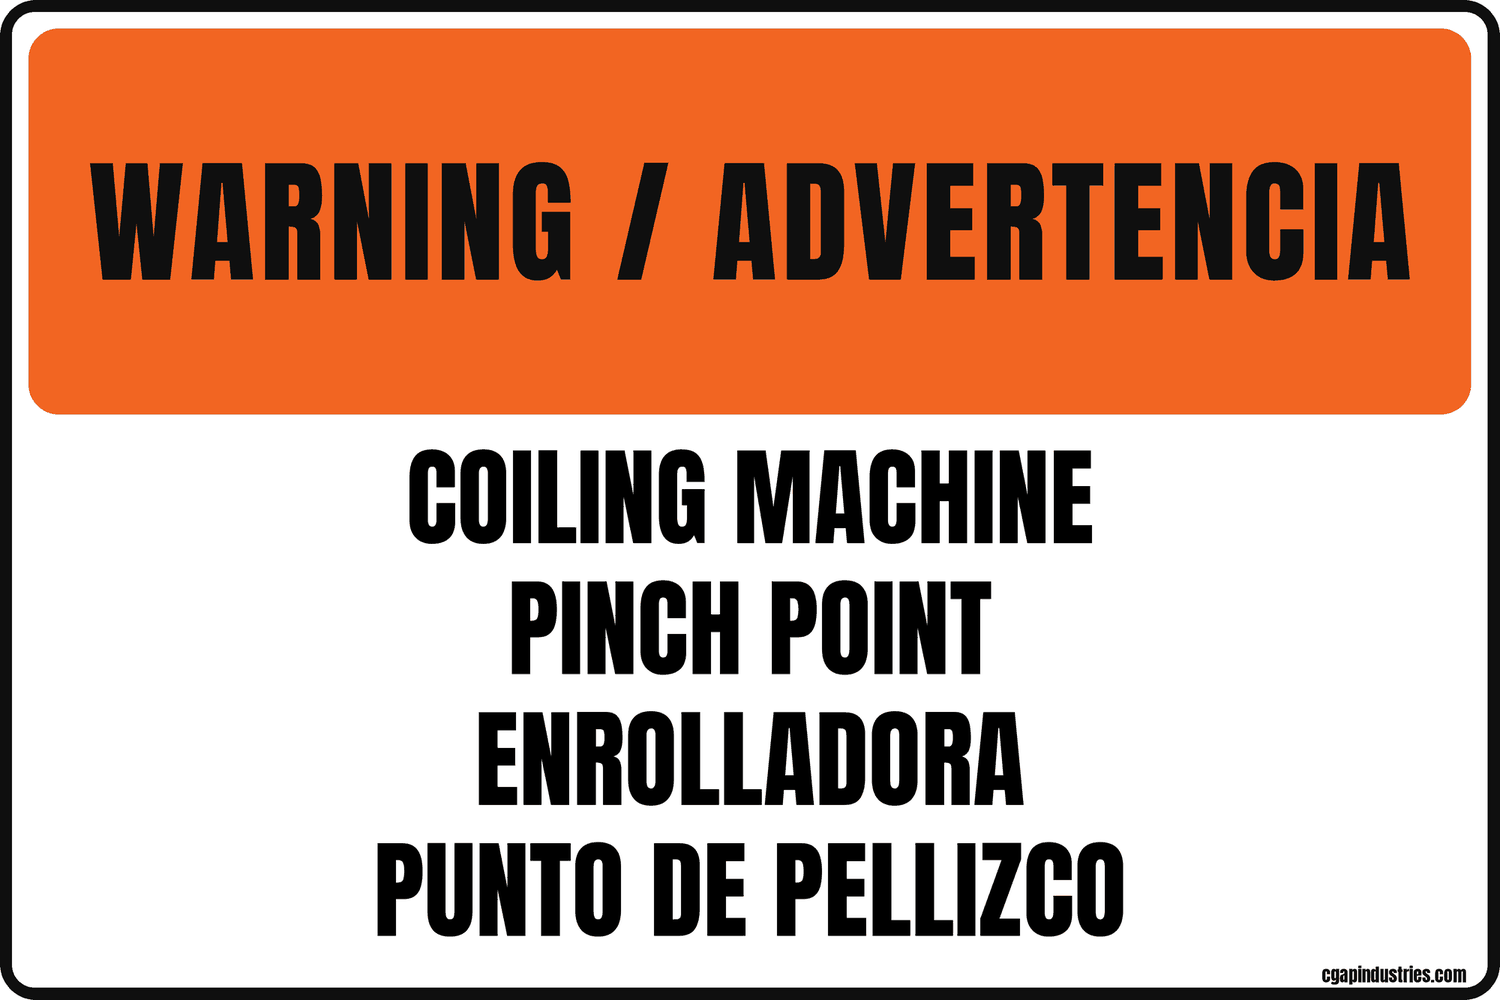 WARNING / ADVERTENCIA
COILING MACHINE
PINCH POINT
ENROLLADORA
PUNTO DE PELLIZCO
cgapindustries.com